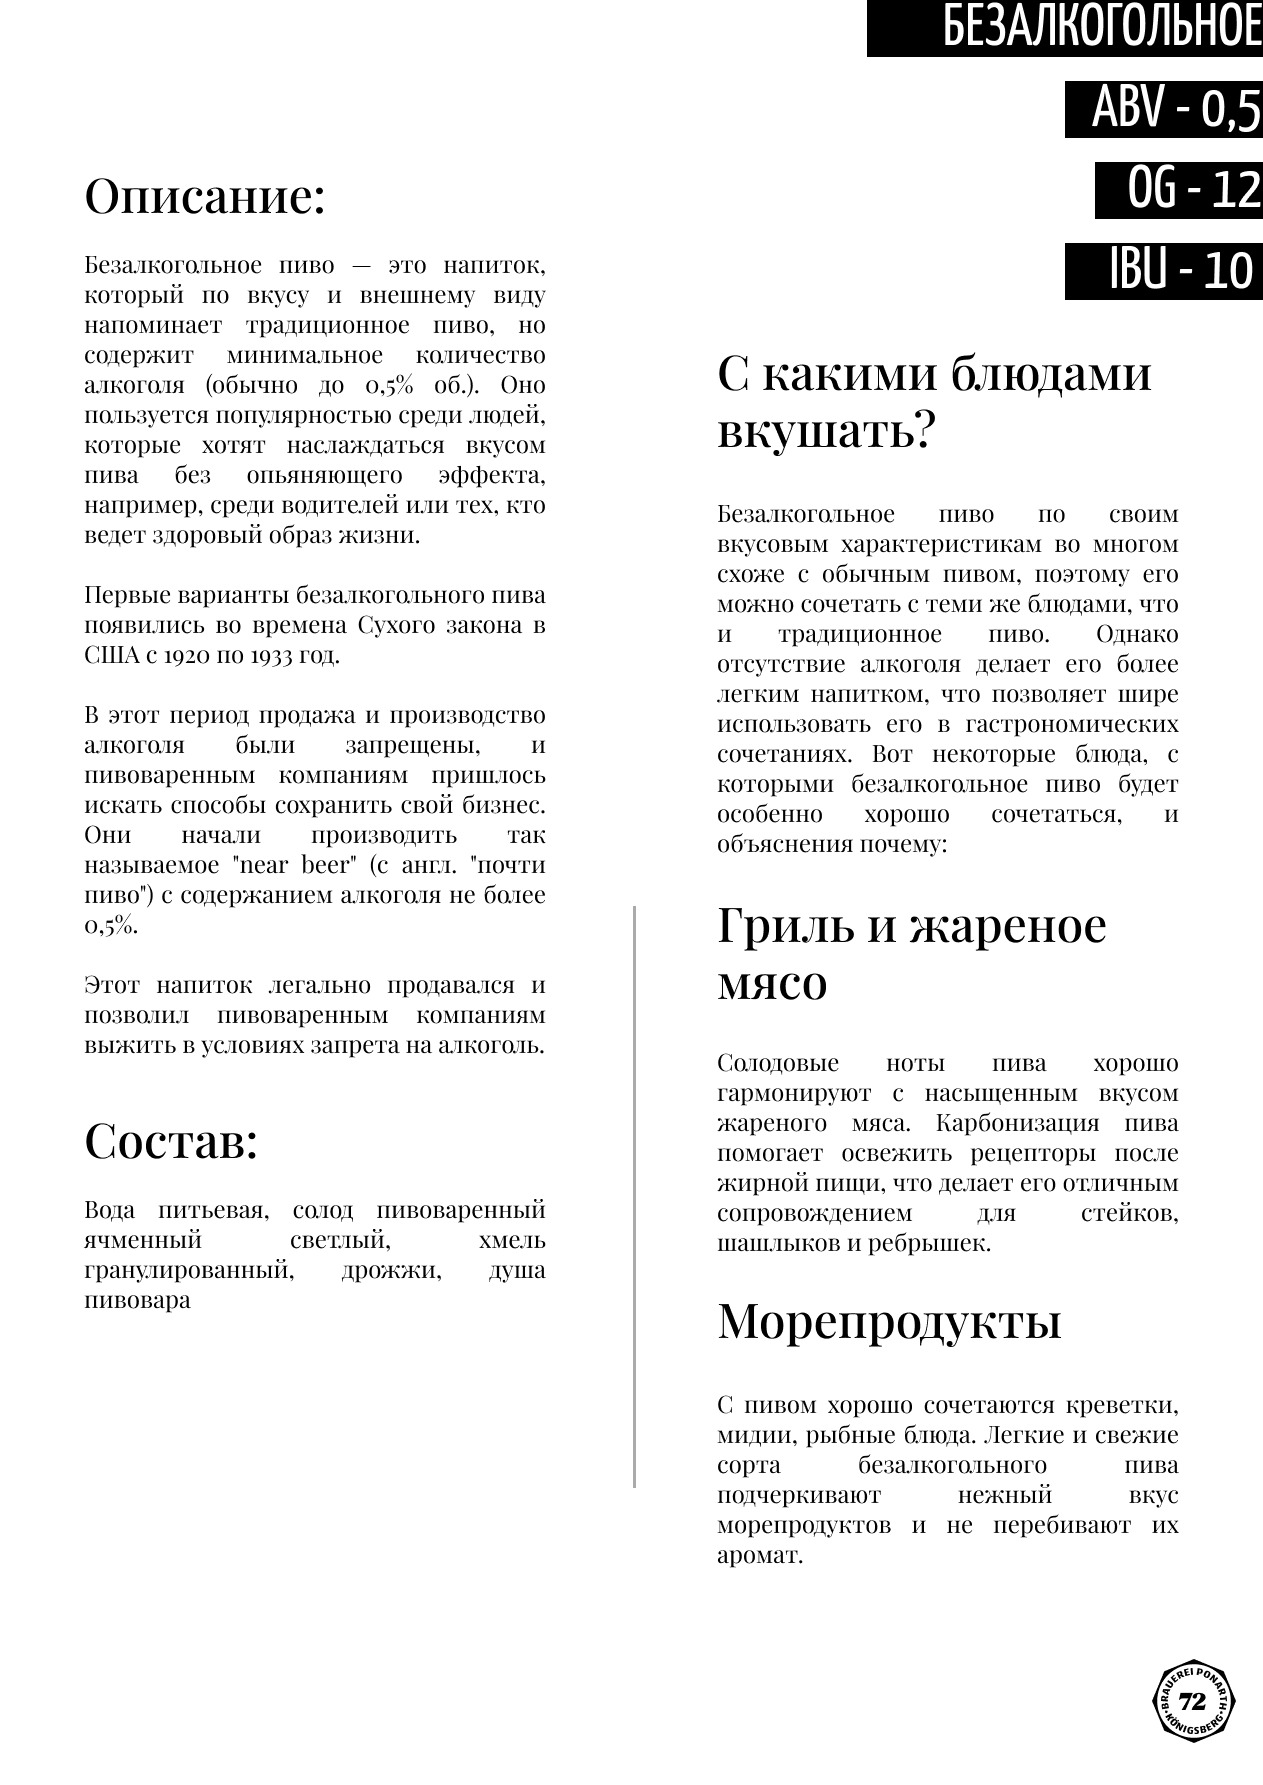 БЕЗАЛКОГОЛЬНОЕ
ABV - 0,5
OG - 12
IBU - 10
Описание:
Безалкогольное пиво — это напиток,
который по вкусу и внешнему виду
напоминает традиционное пиво, но
содержит минимальное количество
алкоголя (обычно до 0,5% об.). Оно
пользуется популярностью среди людей,
которые хотят наслаждаться вкусом
пива без опьяняющего эффекта,
например, среди водителей или тех, кто
ведет здоровый образ жизни.
Первые варианты безалкогольного пива
появились во времена Сухого закона в
США с 1920 по 1933 год.
В этот период продажа и производство
алкоголя были запрещены, и
пивоваренным компаниям пришлось
искать способы сохранить свой бизнес.
Они начали производить так
называемое "near beer" (с англ. "почти
пиво") с содержанием алкоголя не более
0,5%.
Этот напиток легально продавался и
позволил пивоваренным компаниям
выжить в условиях запрета на алкоголь.
Состав:
Вода питьевая, солод пивоваренный
ячменный светлый, хмель
гранулированный, дрожжи, душа
пивовара
С какими блюдами
вкушать?
Безалкогольное пиво по своим
вкусовым характеристикам во многом
схоже с обычным пивом, поэтому его
можно сочетать с теми же блюдами, что
и традиционное пиво. Однако
отсутствие алкоголя делает его более
легким напитком, что позволяет шире
использовать его в гастрономических
сочетаниях. Вот некоторые блюда, с
которыми безалкогольное пиво будет
особенно хорошо сочетаться, и
объяснения почему:
Гриль и жареное
мясо
Солодовые ноты пива хорошо
гармонируют с насыщенным вкусом
жареного мяса. Карбонизация пива
помогает освежить рецепторы после
жирной пищи, что делает его отличным
сопровождением для стейков,
шашлыков и ребрышек.
Морепродукты
С пивом хорошо сочетаются креветки,
мидии, рыбные блюда. Легкие и свежие
сорта безалкогольного пива
подчеркивают нежный вкус
морепродуктов и не перебивают их
аромат.
BRAUEREI PONARTH
72
KÖNIGSBERG